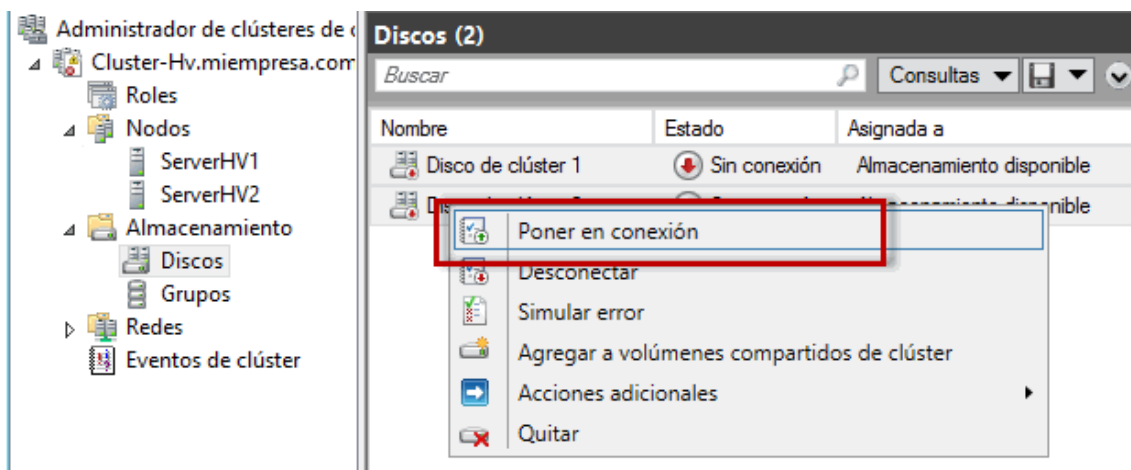 Administrador de clústeres de
Cluster-Hv.miempresa.com
Roles
Nodos
ServerHV1
ServerHV2
Almacenamiento
Discos
Grupos
Redes
Eventos de clúster
Discos (2)
Buscar Consultas
Nombre Estado Asignada a
Disco de clúster 1 Sin conexión Almacenamiento disponible
Poner en conexión
Desconectar
Simular error
Agregar a volúmenes compartidos de clúster
Acciones adicionales
Quitar